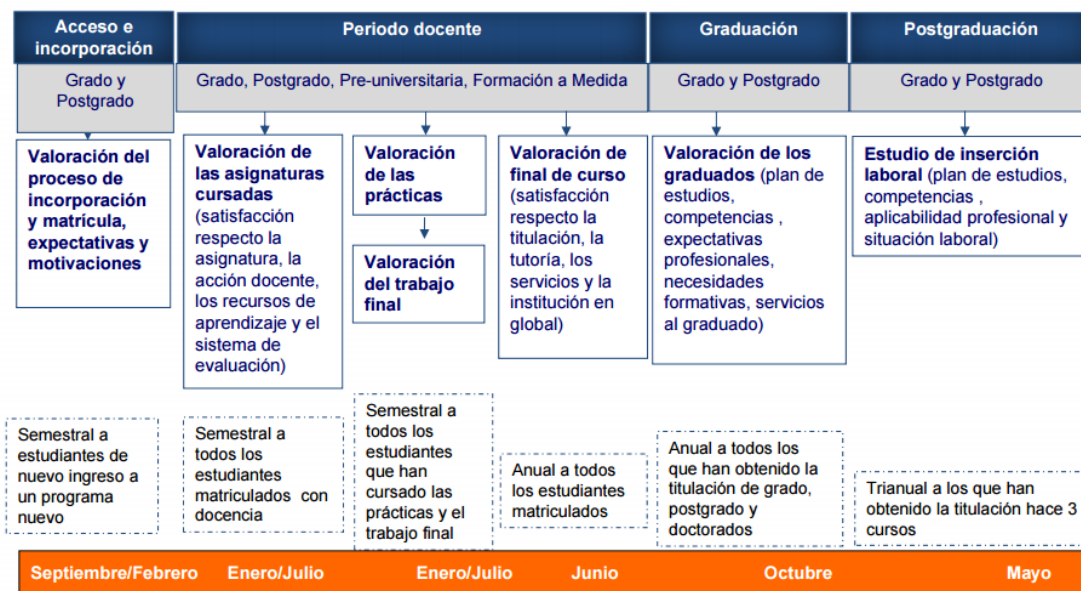 Acceso e
incorporación
Periodo docente
Graduación
Postgraduación
Grado y
Postgrado
Grado, Postgrado, Pre-universitaria, Formación a Medida
Grado y Postgrado
Grado y Postgrado
Valoración del
proceso de
incorporación
y matrícula,
expectativas y
motivaciones
Valoración de
las asignaturas
cursadas
(satisfacción
respecto la
asignatura, la
acción docente,
los recursos de
aprendizaje y el
sistema de
evaluación)
Valoración
de las
prácticas
Valoración
del trabajo
final
Valoración de
final de curso
(satisfacción
respecto la
titulación, la
tutoría, los
servicios y la
institución en
global)
Valoración de los
graduados (plan de
estudios,
competencias ,
expectativas
profesionales,
necesidades
formativas, servicios
al graduado)
Estudio de inserción
laboral (plan de estudios,
competencias ,
aplicabilidad profesional y
situación laboral)
Semestral a
estudiantes de
nuevo ingreso a
un programa
nuevo
Semestral a
todos los
estudiantes
matriculados con
docencia
Semestral a
todos los
estudiantes
que han
cursado las
prácticas y el
trabajo final
Anual a todos
los estudiantes
matriculados
Anual a todos los
que han obtenido la
titulación de grado,
postgrado y
doctorados
Trianual a los que han
obtenido la titulación hace 3
cursos
Septiembre/Febrero
Enero/Julio
Enero/Julio
Junio
Octubre
Mayo